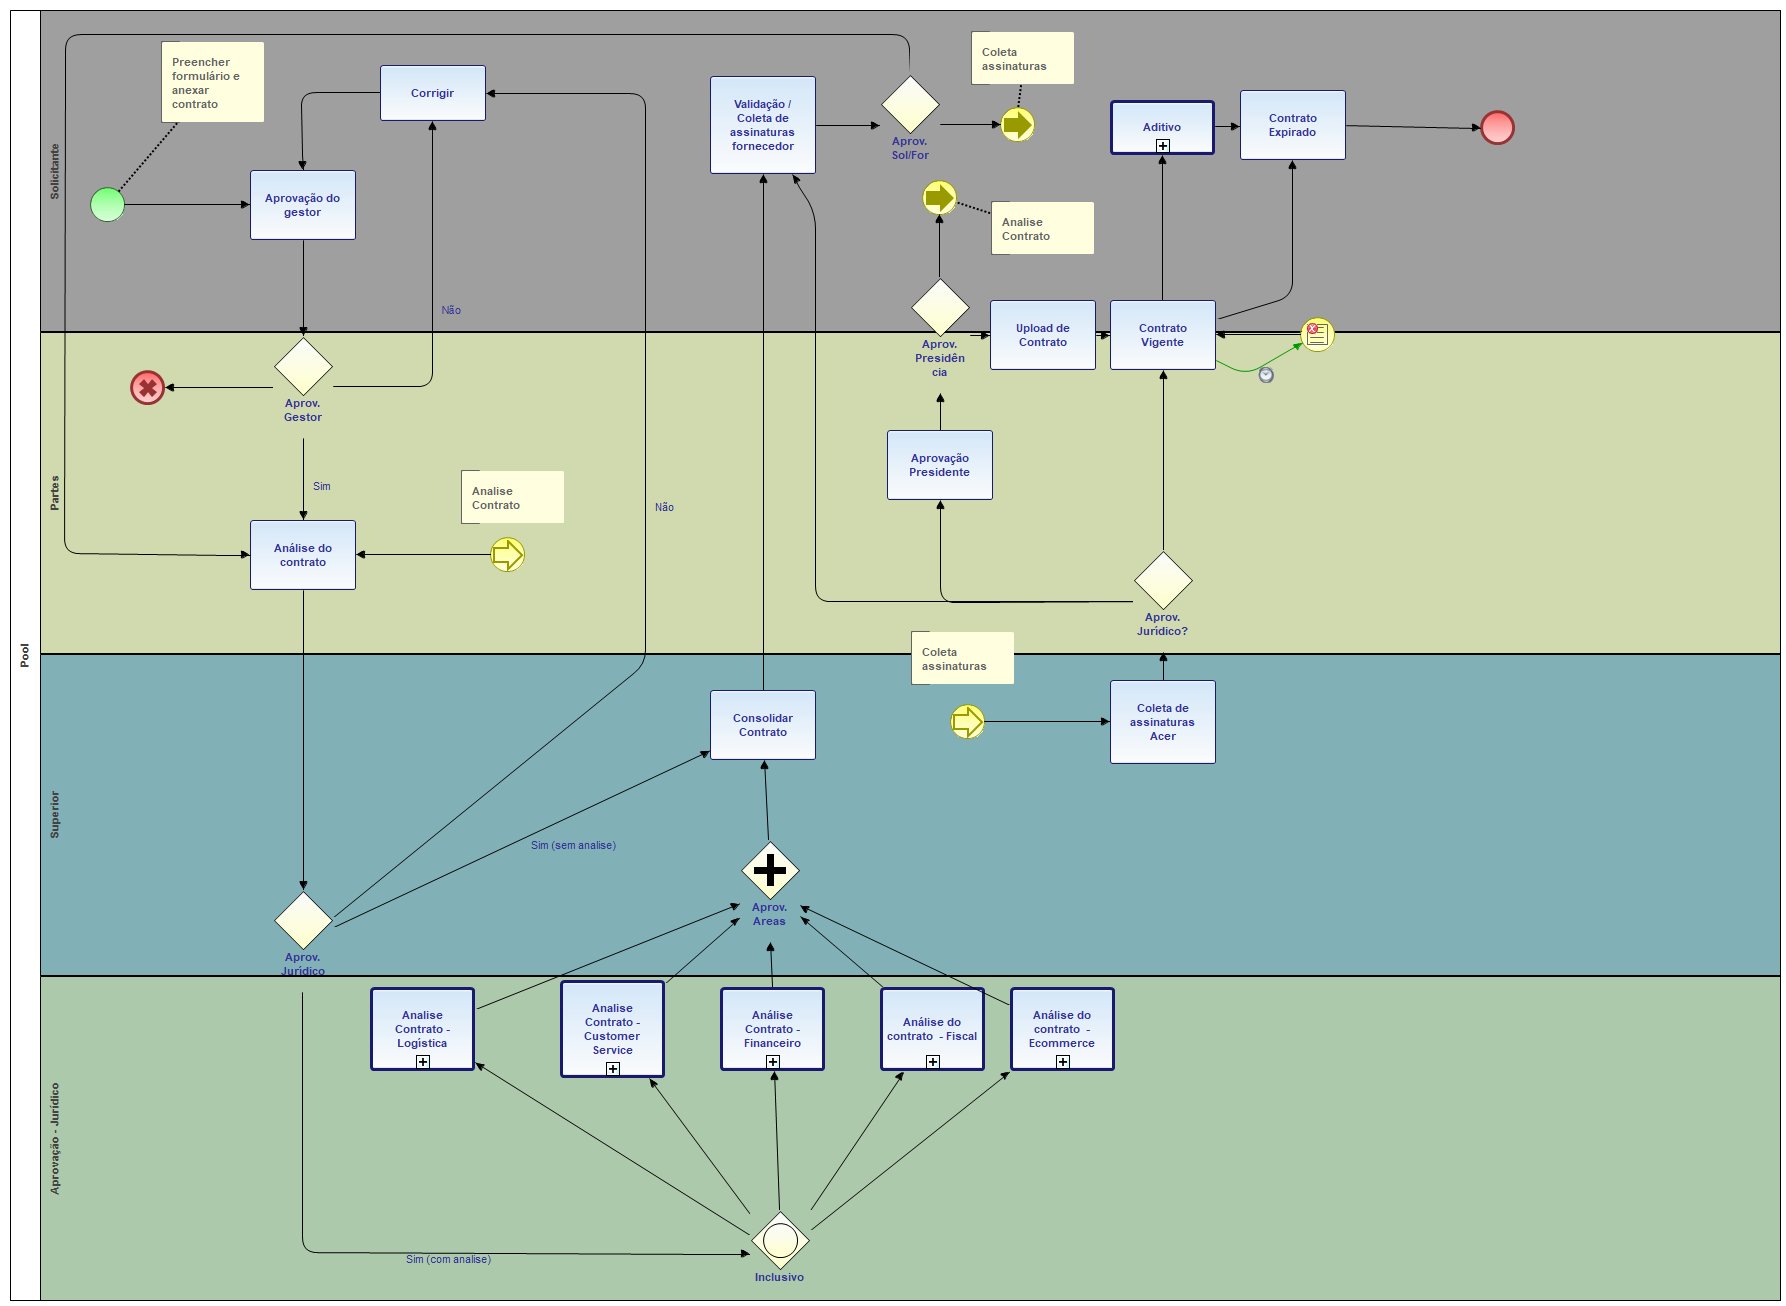 Pool
Solicitante
Preencher
formulário e
anexar
contrato
Corrigir
Aprovação do
gestor
Não
Validação /
Coleta de
assinaturas
fornecedor
Aprov.
Sol/For
Coleta
assinaturas
Analise
Contrato
Aditivo
Contrato
Expirado
Aprov.
Presidên
cia
Upload de
Contrato
Contrato
Vigente
Partes
Aprov.
Gestor
Sim
Análise do
contrato
Analise
Contrato
Não
Aprovação
Presidente
Aprov.
Jurídico?
Superior
Coleta
assinaturas
Consolidar
Contrato
Coleta de
assinaturas
Acer
Sim (sem analise)
Aprov.
Areas
Aprov.
Jurídico
Aprovação - Jurídico
Analise
Contrato -
Logística
Analise
Contrato -
Customer
Service
Análise
Contrato -
Financeiro
Análise do
contrato - Fiscal
Análise do
contrato -
Ecommerce
Sim (com analise)
Inclusivo